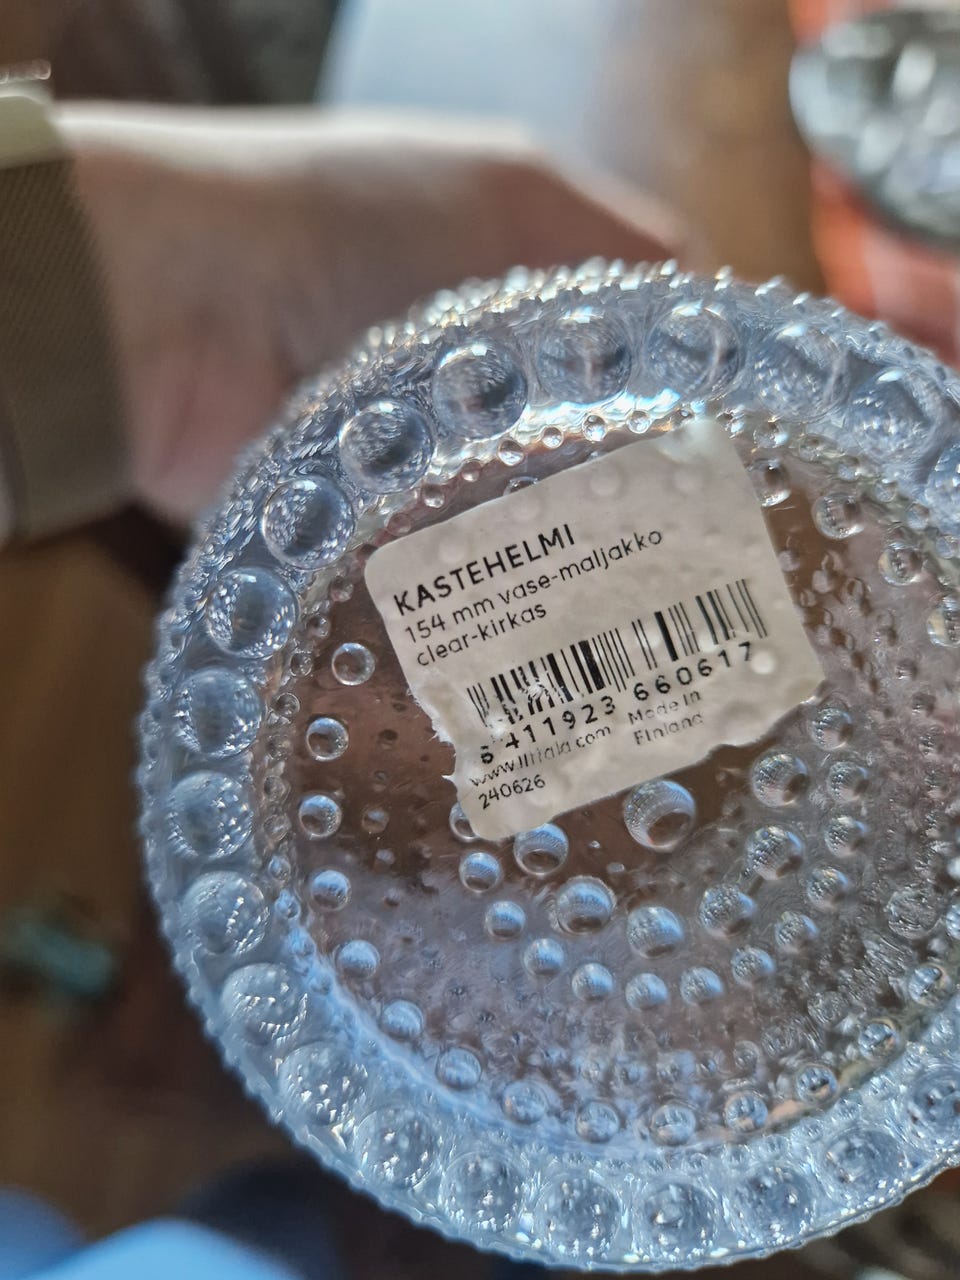 KASTEHELMI
154 mm vase-maljakko
clear-kirkas
6 411923 660617
www.iittala.com Made in
Finland
240626